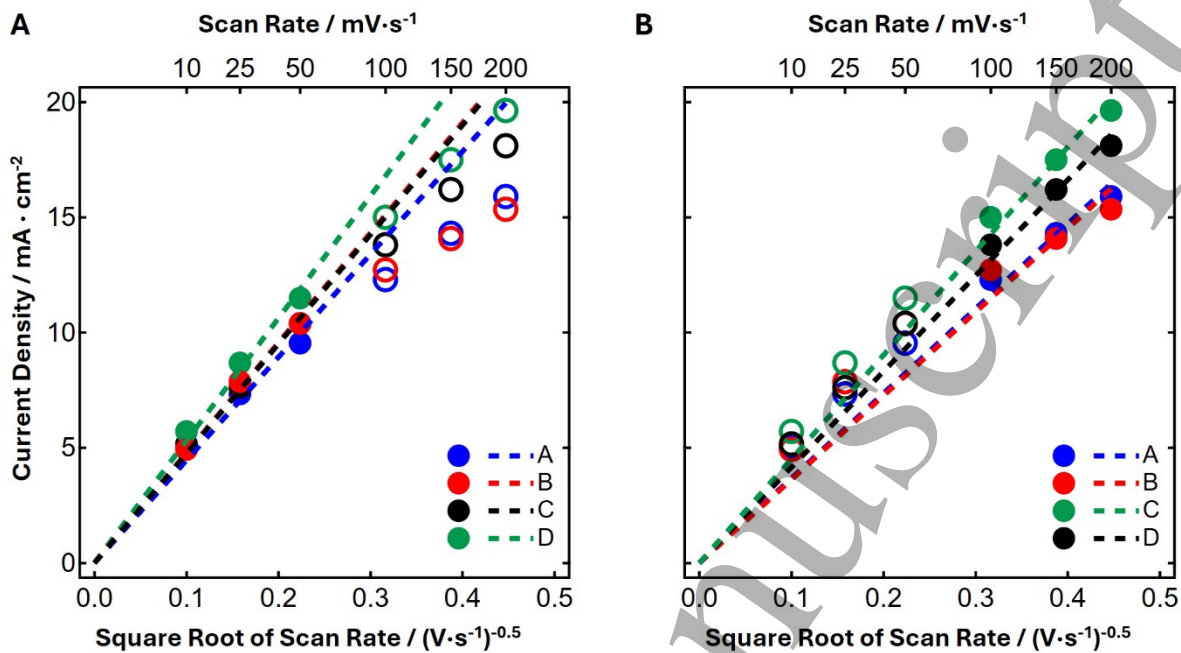 A
Scan Rate / mV·s⁻¹
10 25 50 100 150 200
Current Density / mA · cm⁻²
20
15
10
5
0
A
B
C
D
0.0 0.1 0.2 0.3 0.4 0.5
Square Root of Scan Rate / (V·s⁻¹)⁻⁰·⁵
B
Scan Rate / mV·s⁻¹
10 25 50 100 150 200
A
B
C
D
0.0 0.1 0.2 0.3 0.4 0.5
Square Root of Scan Rate / (V·s⁻¹)⁻⁰·⁵